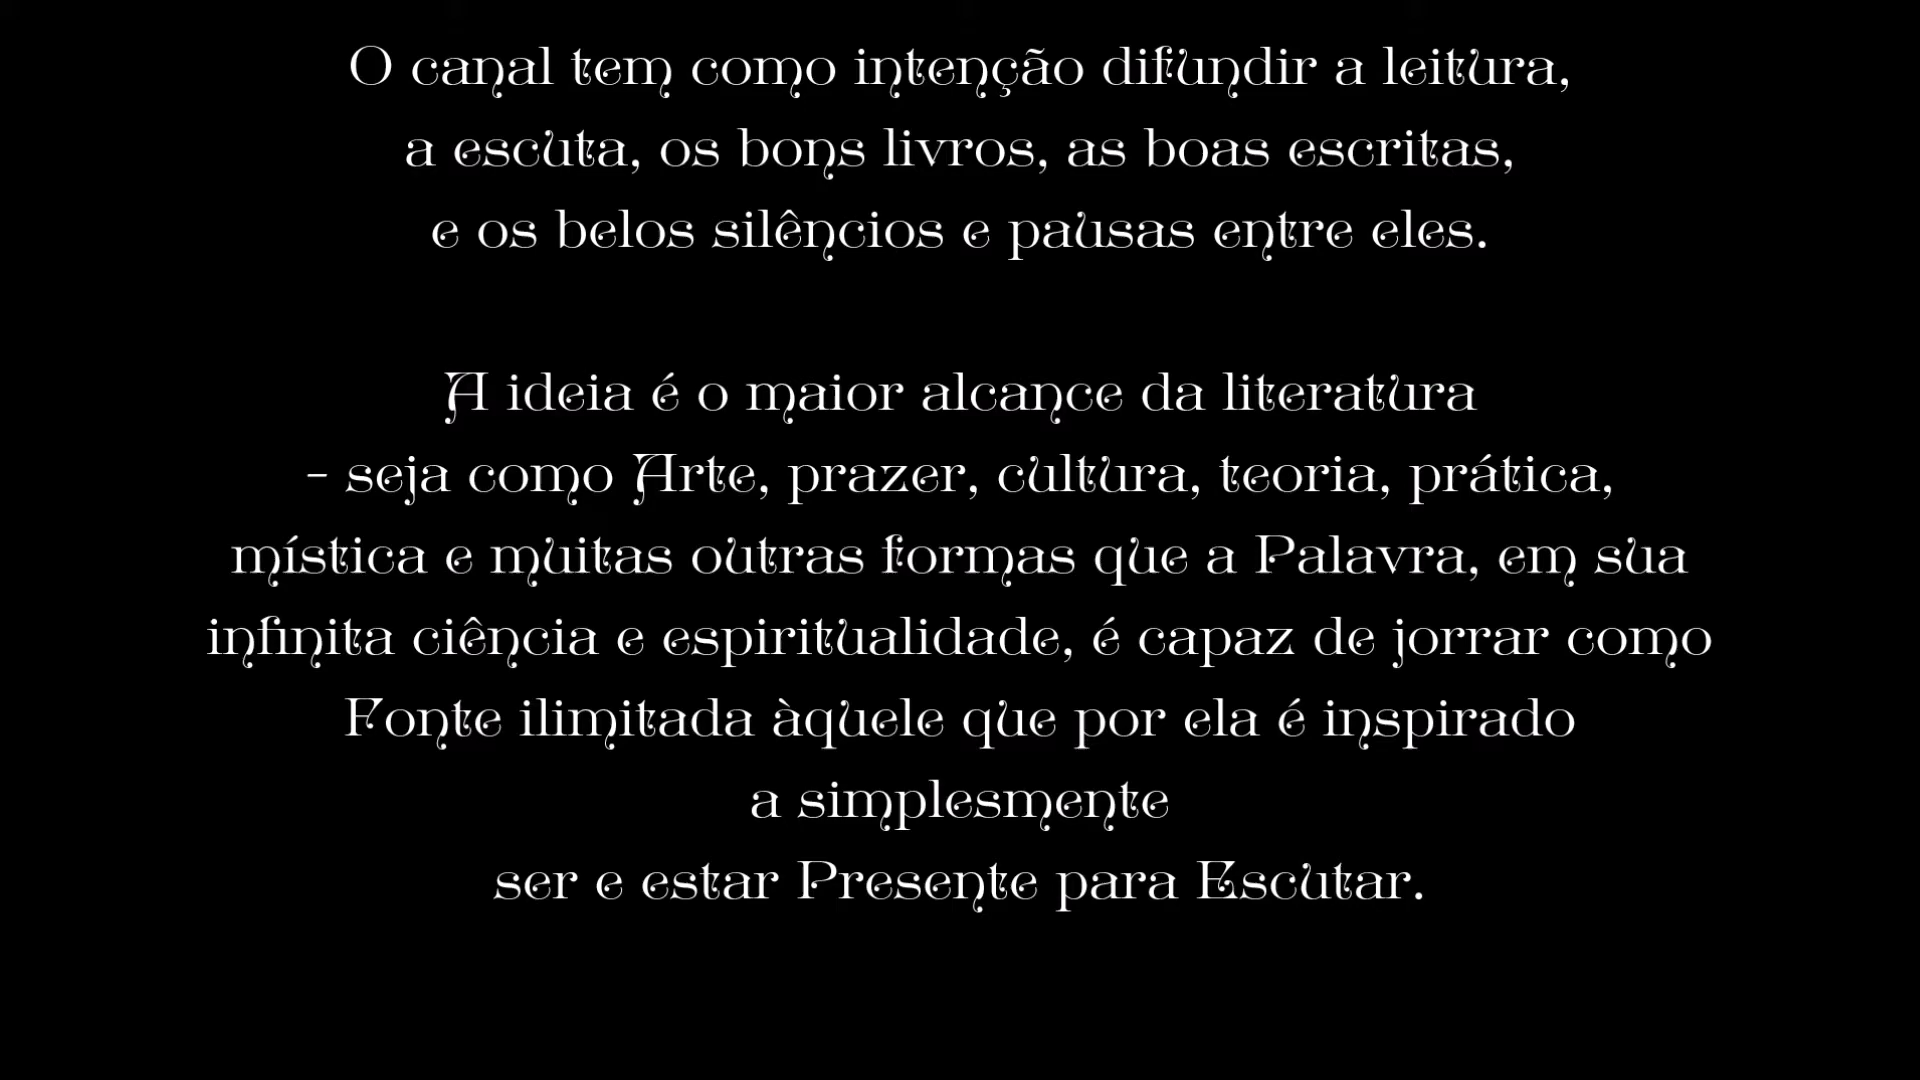 O canal tem como intenção difundir a leitura,
a escuta, os bons livros, as boas escritas,
e os belos silêncios e pausas entre eles.
A ideia é o maior alcance da literatura
- seja como Arte, prazer, cultura, teoria, prática,
mística e muitas outras formas que a Palavra, em sua
infinita ciência e espiritualidade, é capaz de jorrar como
Fonte ilimitada àquele que por ela é inspirado
a simplesmente
ser e estar Presente para Escutar.